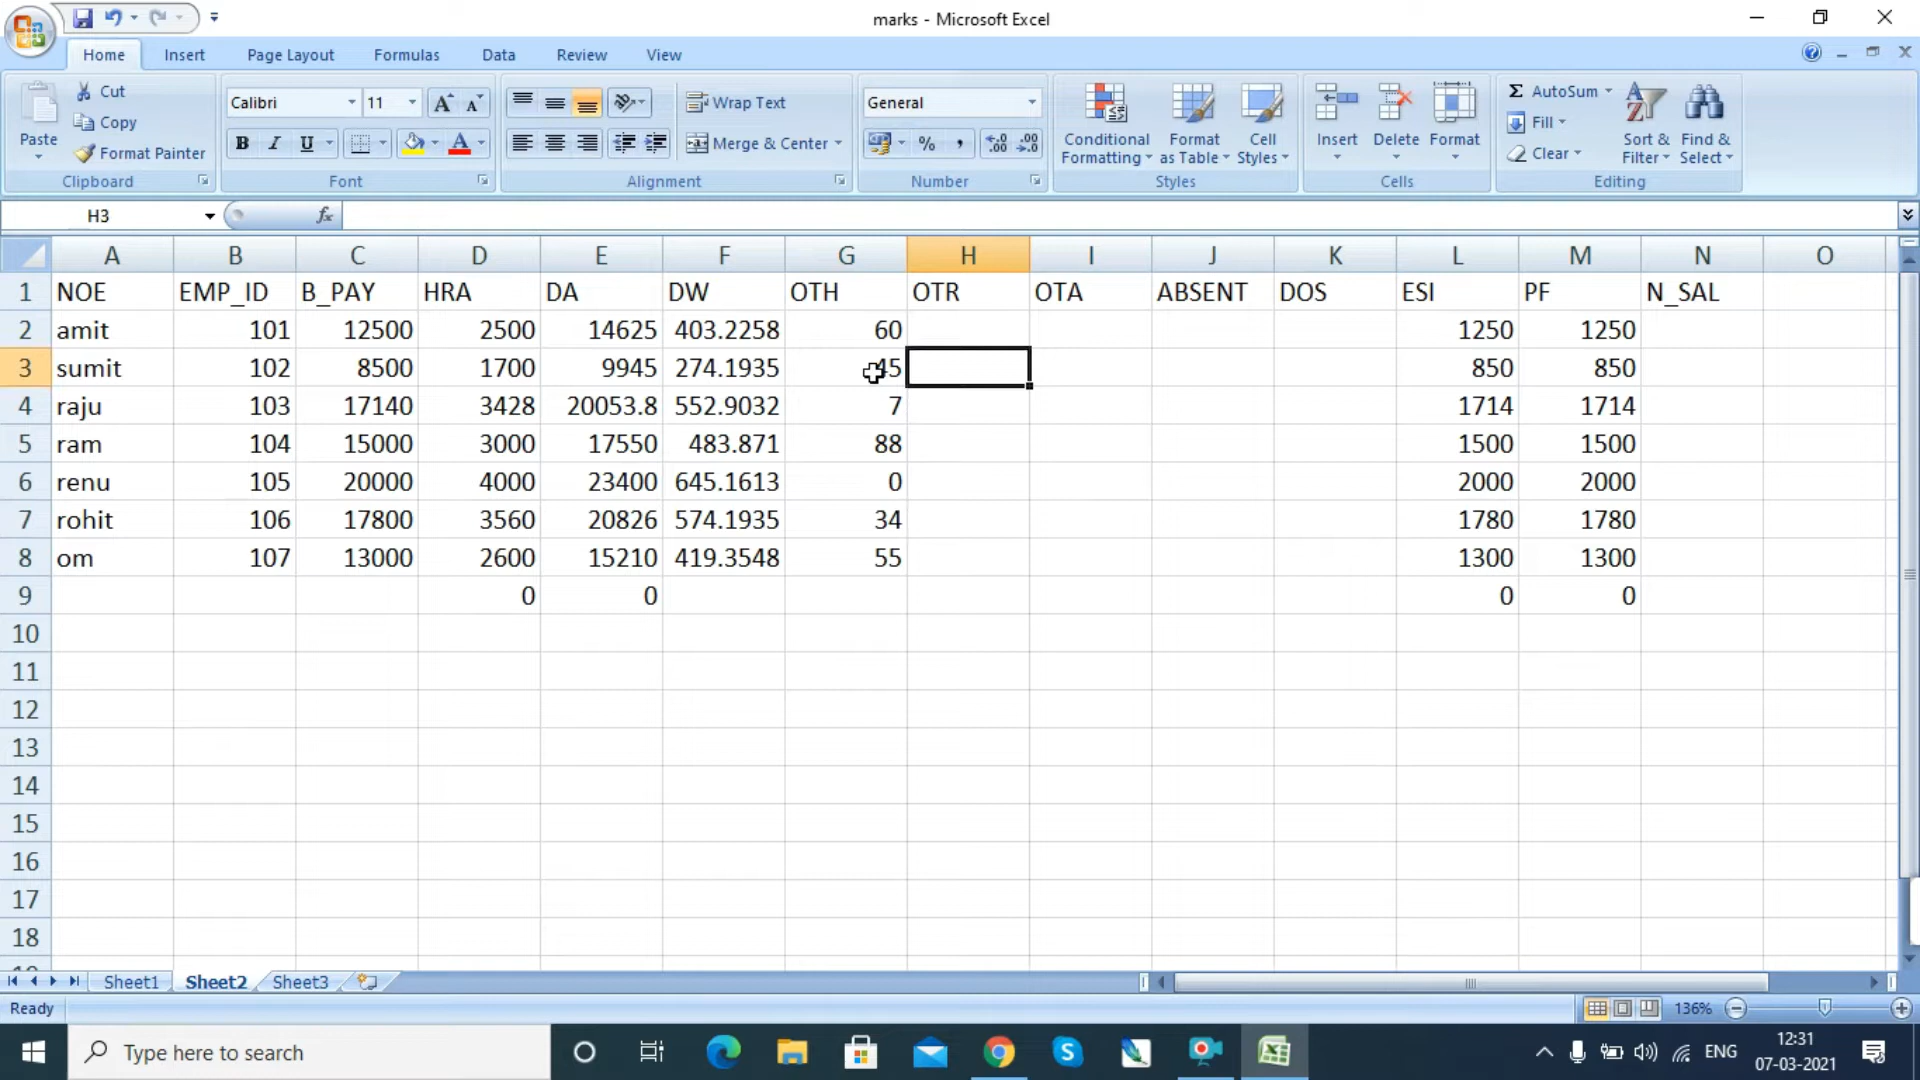 marks - Microsoft Excel
Home Insert Page Layout Formulas Data Review View
Paste
Cut
Copy
Format Painter
Clipboard
Calibri 11
B I U
Font
Wrap Text
Merge & Center
Alignment
General
% ,
Number
Conditional Formatting
Format as Table
Cell Styles
Styles
Insert
Delete
Format
Cells
Σ AutoSum
Fill
Clear
Sort & Filter
Find & Select
Editing
H3 fx
A B C D E F G H I J K L M N O
1 NOE EMP_ID B_PAY HRA DA DW OTH OTR OTA ABSENT DOS ESI PF N_SAL
2 amit 101 12500 2500 14625 403.2258 60 1250 1250
3 sumit 102 8500 1700 9945 274.1935 45 850 850
4 raju 103 17140 3428 20053.8 552.9032 7 1714 1714
5 ram 104 15000 3000 17550 483.871 88 1500 1500
6 renu 105 20000 4000 23400 645.1613 0 2000 2000
7 rohit 106 17800 3560 20826 574.1935 34 1780 1780
8 om 107 13000 2600 15210 419.3548 55 1300 1300
9 0 0 0 0
10
11
12
13
14
15
16
17
18
Sheet1 Sheet2 Sheet3
Ready 136%
Type here to search
ENG
12:31
07-03-2021